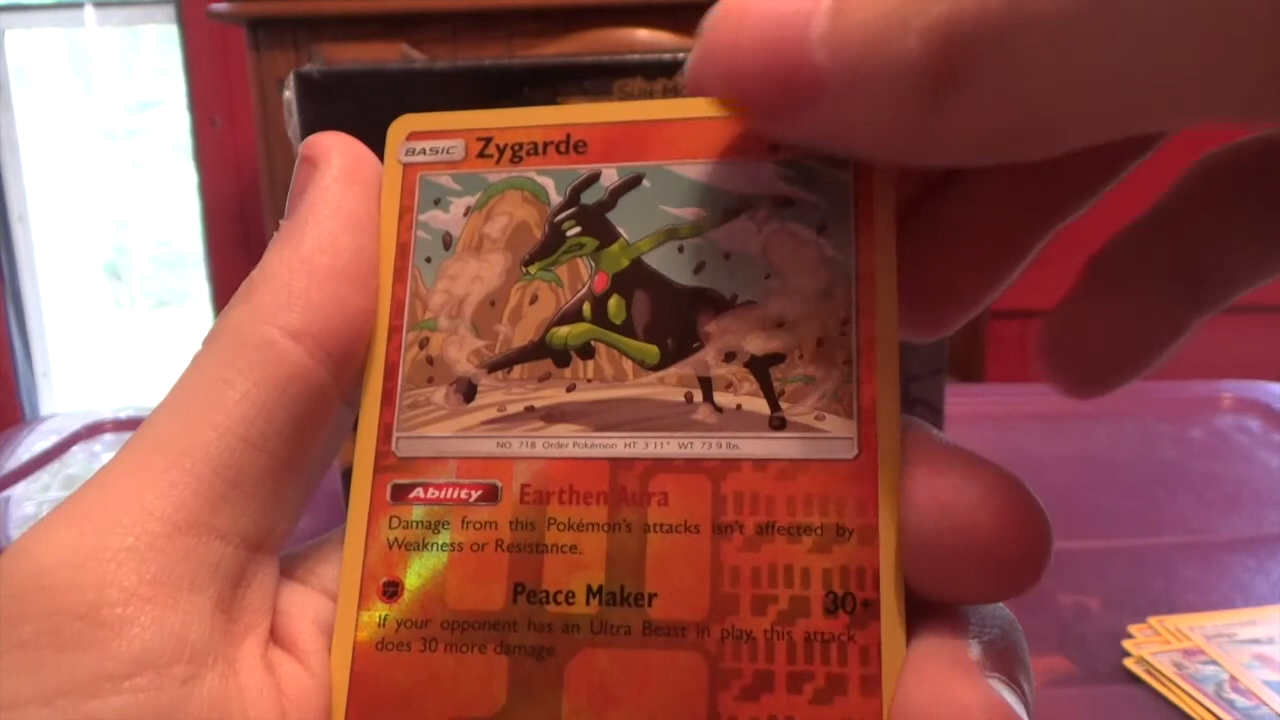 SUN & MO
BASIC Zygarde
NO. 718 Order Pokémon HT: 3'11" WT: 73.9 lbs.
Ability Earthen Aura
Damage from this Pokémon's attacks isn't affected by
Weakness or Resistance.
Peace Maker 30+
If your opponent has an Ultra Beast in play, this attack
does 30 more damage.